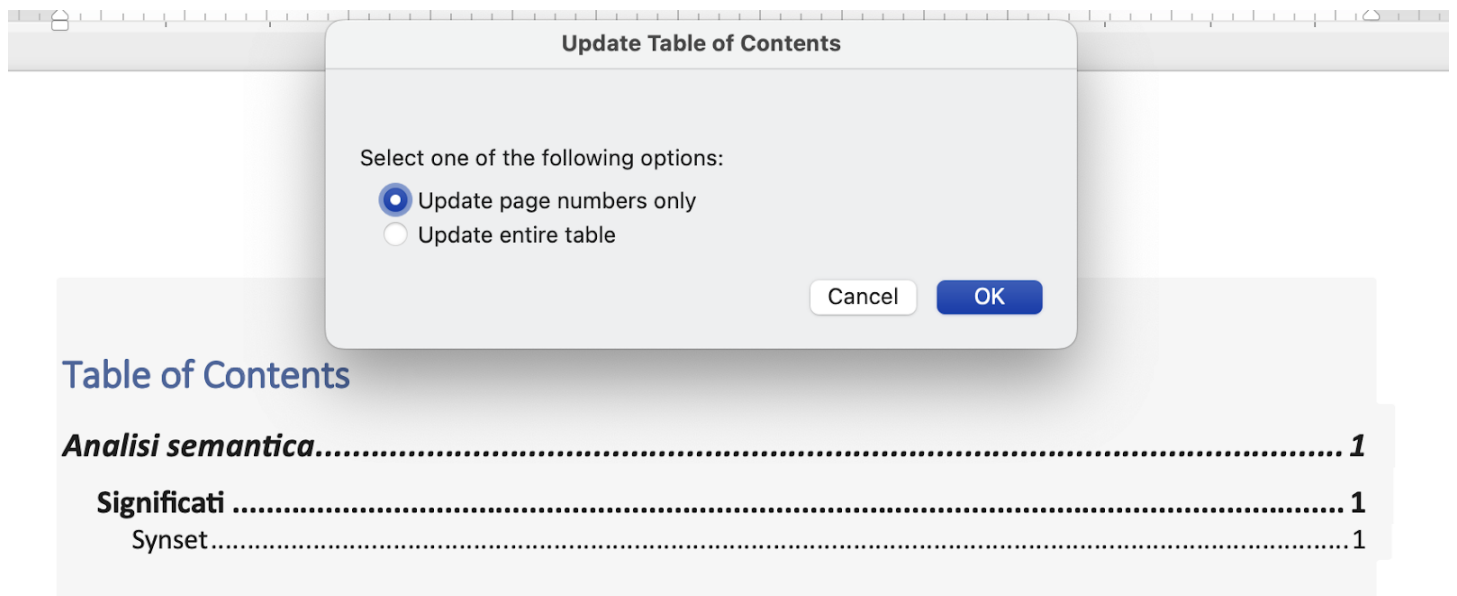 Update Table of Contents
Select one of the following options:
Update page numbers only
Update entire table
Cancel OK
Table of Contents
Analisi semantica........................................................................................ 1
Significati ........................................................................................................ 1
Synset.............................................................................................................1